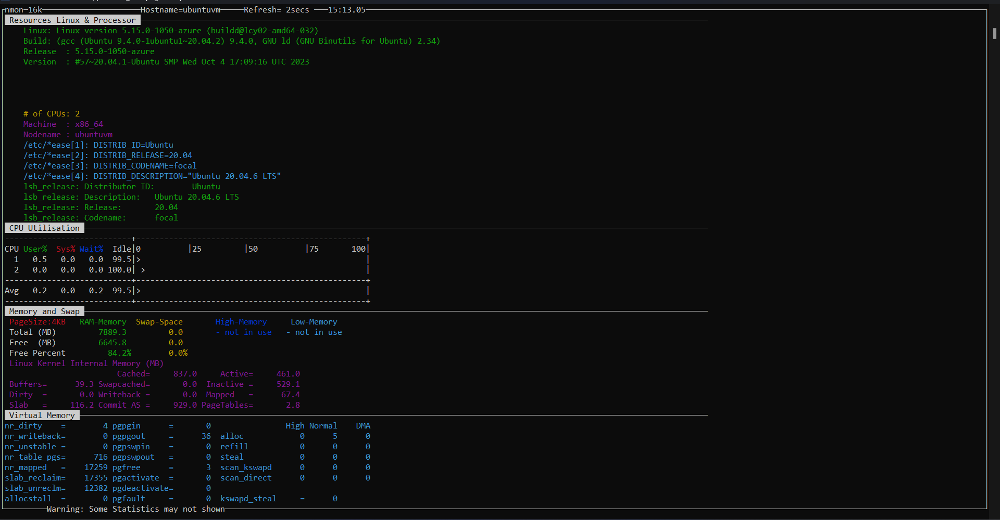 nmon─16k Hostname=ubuntuvm Refresh= 2secs 15:13.05
Resources Linux & Processor
Linux: Linux version 5.15.0-1050-azure (buildd@lcy02-amd64-032)
Build: (gcc (Ubuntu 9.4.0-1ubuntu1~20.04.2) 9.4.0, GNU ld (GNU Binutils for Ubuntu) 2.34)
Release  : 5.15.0-1050-azure
Version  : #57~20.04.1-Ubuntu SMP Wed Oct 4 17:09:16 UTC 2023
# of CPUs: 2
Machine  : x86_64
Nodename : ubuntuvm
/etc/*ease[1]: DISTRIB_ID=Ubuntu
/etc/*ease[2]: DISTRIB_RELEASE=20.04
/etc/*ease[3]: DISTRIB_CODENAME=focal
/etc/*ease[4]: DISTRIB_DESCRIPTION="Ubuntu 20.04.6 LTS"
lsb_release: Distributor ID: Ubuntu
lsb_release: Description: Ubuntu 20.04.6 LTS
lsb_release: Release: 20.04
lsb_release: Codename: focal
CPU Utilisation
---------------------------+-------------------------------------------------+
CPU User%  Sys% Wait%  Idle|0          |25         |50          |75       100|
1   0.5   0.0   0.0  99.5|>                                                |
2   0.0   0.0   0.0 100.0| >                                               |
---------------------------+-------------------------------------------------+
Avg   0.2   0.0   0.2  99.5|>                                                |
---------------------------+-------------------------------------------------+
Memory and Swap
PageSize:4KB   RAM-Memory  Swap-Space       High-Memory     Low-Memory
Total (MB)         7889.3         0.0       - not in use   - not in use
Free  (MB)         6645.8         0.0
Free Percent         84.2%        0.0%
Linux Kernel Internal Memory (MB)
Cached=     837.0     Active=     461.0
Buffers=      39.3 Swapcached=       0.0  Inactive =     529.1
Dirty  =       0.0 Writeback =       0.0  Mapped   =      67.4
Slab   =     116.2 Commit_AS =     929.0 PageTables=       2.8
Virtual Memory
nr_dirty    =        4 pgpgin      =       0                High Normal    DMA
nr_writeback=        0 pgpgout     =      36  alloc            0      5      0
nr_unstable =        0 pgpswpin    =       0  refill           0      0      0
nr_table_pgs=      716 pgpswpout   =       0  steal            0      0      0
nr_mapped   =    17259 pgfree      =       3  scan_kswapd      0      0      0
slab_reclaim=    17355 pgactivate  =       0  scan_direct      0      0      0
slab_unreclm=    12382 pgdeactivate=       0
allocstall  =        0 pgfault     =       0  kswapd_steal     =      0
Warning: Some Statistics may not shown